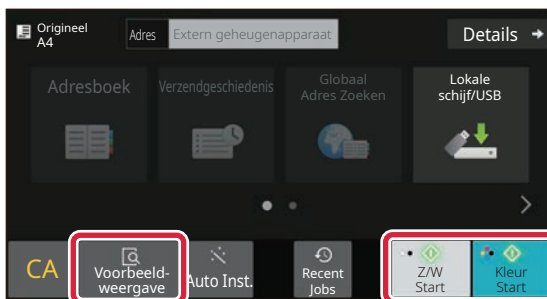 Origineel
A4
Adres
Extern geheugenapparaat
Details
Adresboek
Verzendgeschiedenis
Globaal
Adres Zoeken
Lokale
schijf/USB
CA
Voorbeeld-
weergave
Auto Inst.
Recent
Jobs
Z/W
Start
Kleur
Start